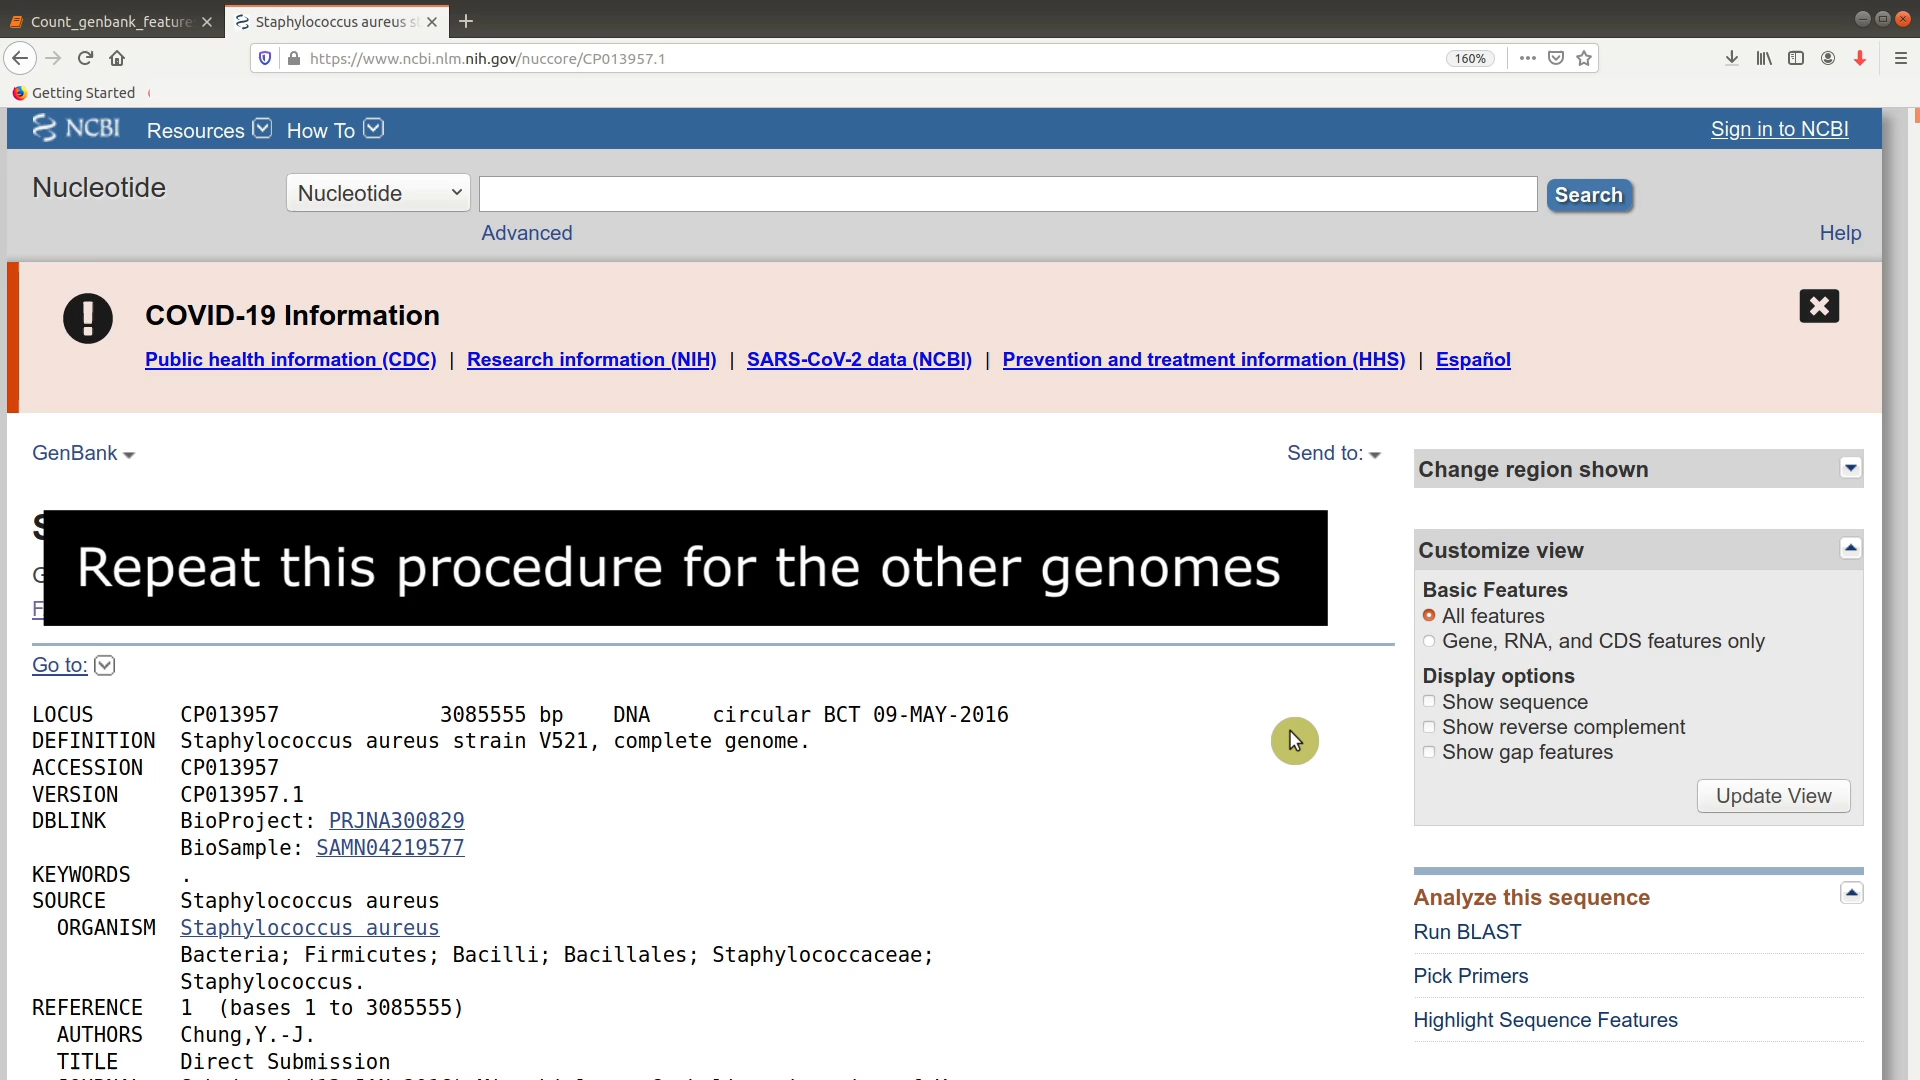 Count_genbank_feature
Staphylococcus aureus s
https://www.ncbi.nlm.nih.gov/nuccore/CP013957.1
160%
Getting Started
NCBI Resources How To Sign in to NCBI
Nucleotide
Nucleotide
Search
Advanced
Help
COVID-19 Information
Public health information (CDC) | Research information (NIH) | SARS-CoV-2 data (NCBI) | Prevention and treatment information (HHS) | Español
GenBank
Send to:
Change region shown
Repeat this procedure for the other genomes
Customize view
Basic Features
All features
Gene, RNA, and CDS features only
Display options
Show sequence
Show reverse complement
Show gap features
Update View
Go to:
LOCUS CP013957 3085555 bp DNA circular BCT 09-MAY-2016
DEFINITION Staphylococcus aureus strain V521, complete genome.
ACCESSION CP013957
VERSION CP013957.1
DBLINK BioProject: PRJNA300829
BioSample: SAMN04219577
KEYWORDS .
SOURCE Staphylococcus aureus
ORGANISM Staphylococcus aureus
Bacteria; Firmicutes; Bacilli; Bacillales; Staphylococcaceae;
Staphylococcus.
REFERENCE 1 (bases 1 to 3085555)
AUTHORS Chung,Y.-J.
TITLE Direct Submission
Analyze this sequence
Run BLAST
Pick Primers
Highlight Sequence Features